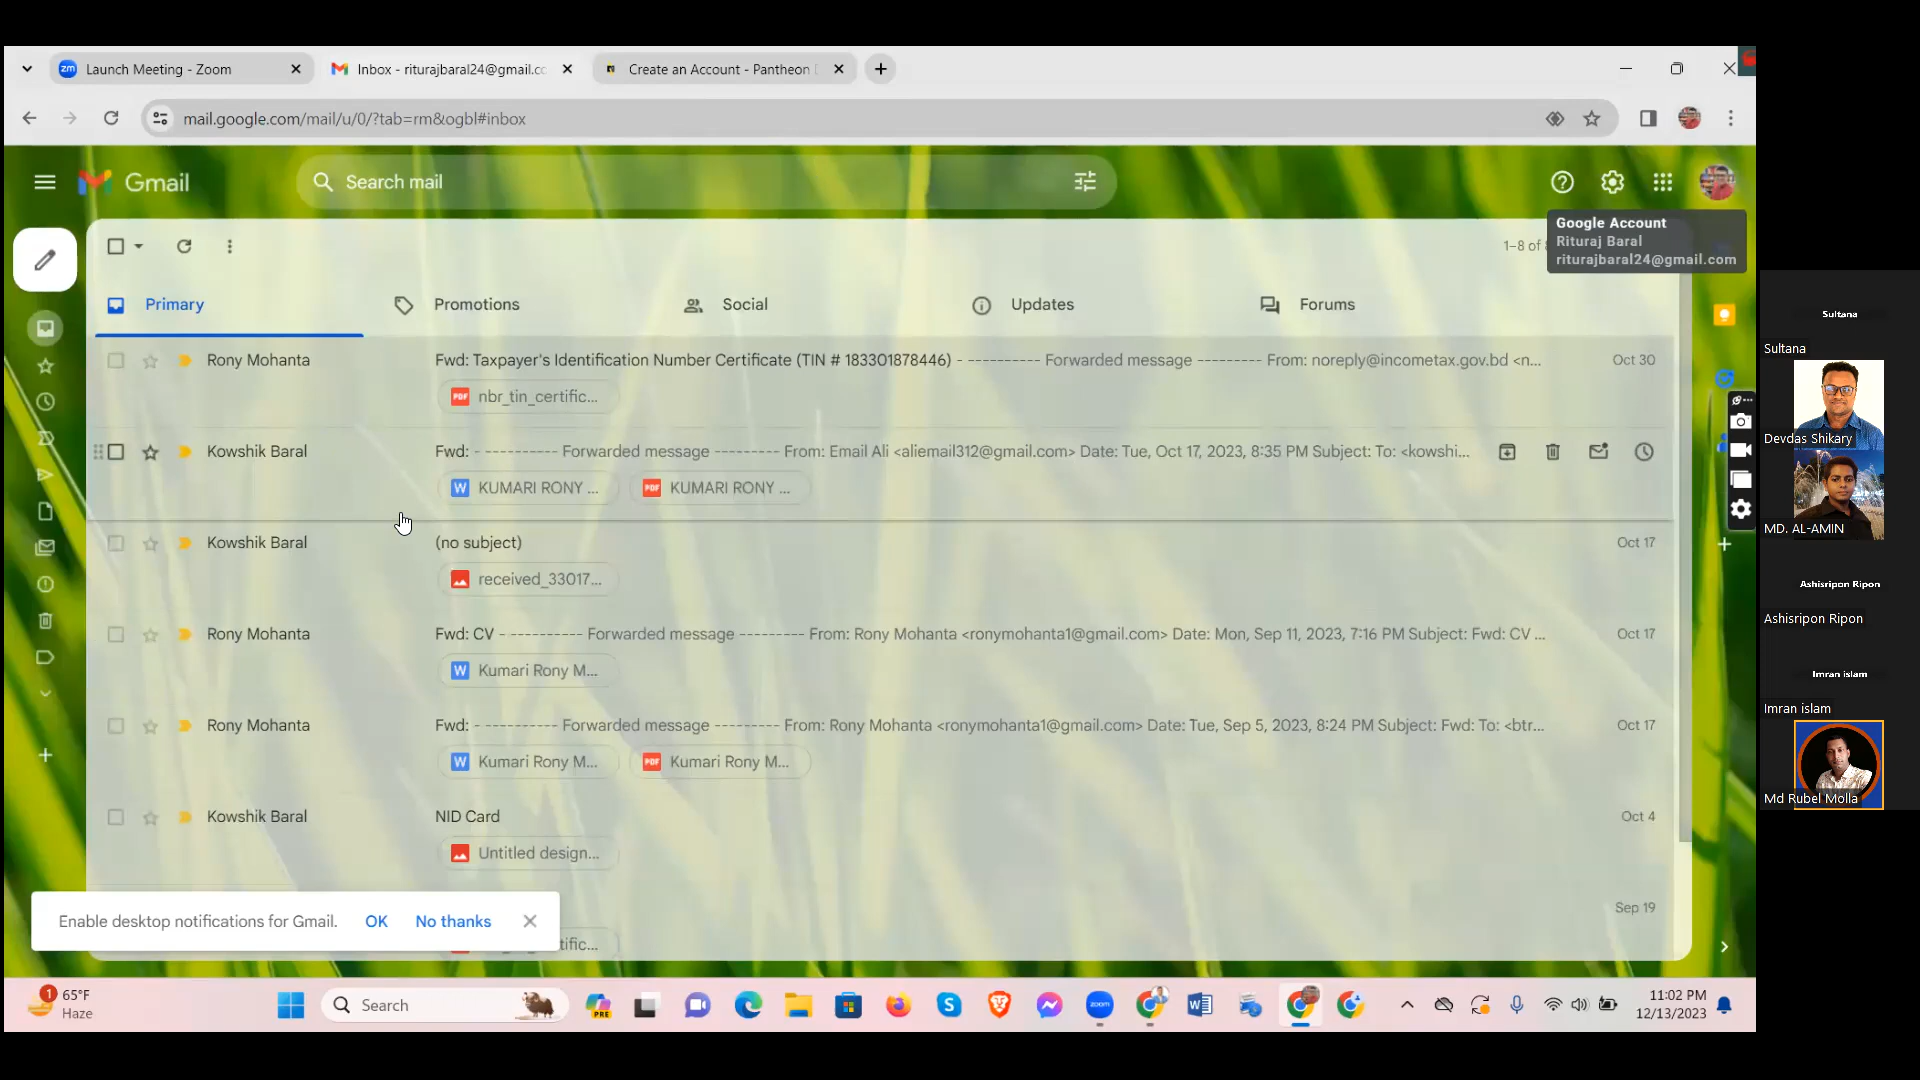 Launch Meeting - Zoom
Inbox - riturajbaral24@gmail.cc
Create an Account - Pantheon
mail.google.com/mail/u/0/?tab=rm&ogbl#inbox
Gmail
Search mail
Google Account
Rituraj Baral
riturajbaral24@gmail.com
1–8 of
Primary
Promotions
Social
Updates
Forums
Rony Mohanta
Fwd: Taxpayer's Identification Number Certificate (TIN # 183301878446) - ---------- Forwarded message --------- From: noreply@incometax.gov.bd <n...
Oct 30
PDF nbr_tin_certific...
Kowshik Baral
Fwd: - ---------- Forwarded message --------- From: Email Ali <aliemail312@gmail.com> Date: Tue, Oct 17, 2023, 8:35 PM Subject: To: <kowshi...
W KUMARI RONY ...
PDF KUMARI RONY ...
Kowshik Baral
(no subject)
Oct 17
received_33017...
Rony Mohanta
Fwd: CV - ---------- Forwarded message --------- From: Rony Mohanta <ronymohanta1@gmail.com> Date: Mon, Sep 11, 2023, 7:16 PM Subject: Fwd: CV ...
Oct 17
W Kumari Rony M...
Rony Mohanta
Fwd: - ---------- Forwarded message --------- From: Rony Mohanta <ronymohanta1@gmail.com> Date: Tue, Sep 5, 2023, 8:24 PM Subject: Fwd: To: <btr...
Oct 17
W Kumari Rony M...
PDF Kumari Rony M...
Kowshik Baral
NID Card
Oct 4
Untitled design...
Sep 19
tific...
Enable desktop notifications for Gmail.
OK
No thanks
Sultana
Sultana
Devdas Shikary
MD. AL-AMIN
Ashisripon Ripon
Ashisripon Ripon
Imran islam
Imran islam
Md Rubel Molla
1
65°F
Haze
Search
PRE
zoom
11:02 PM
12/13/2023